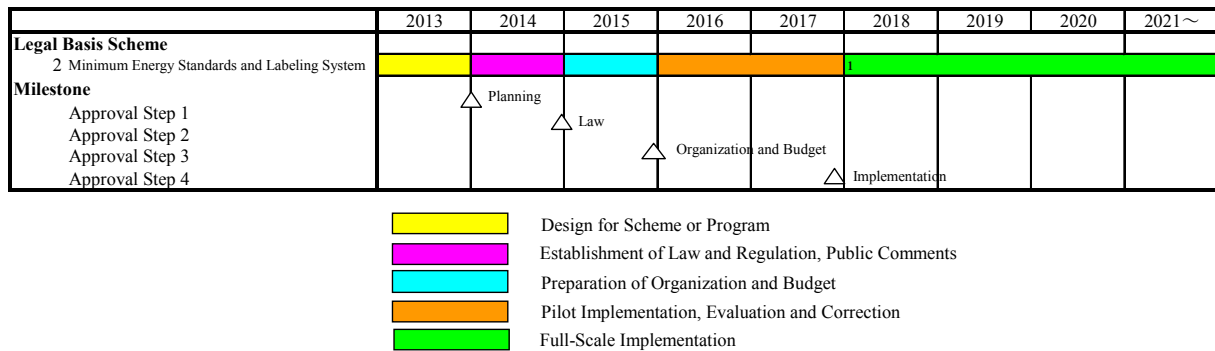 2013 2014 2015 2016 2017 2018 2019 2020 2021～
Legal Basis Scheme
2 Minimum Energy Standards and Labeling System 1
Milestone
Planning
Approval Step 1
Law
Approval Step 2
Approval Step 3 Organization and Budget
Approval Step 4 Implementation
Design for Scheme or Program
Establishment of Law and Regulation, Public Comments
Preparation of Organization and Budget
Pilot Implementation, Evaluation and Correction
Full-Scale Implementation